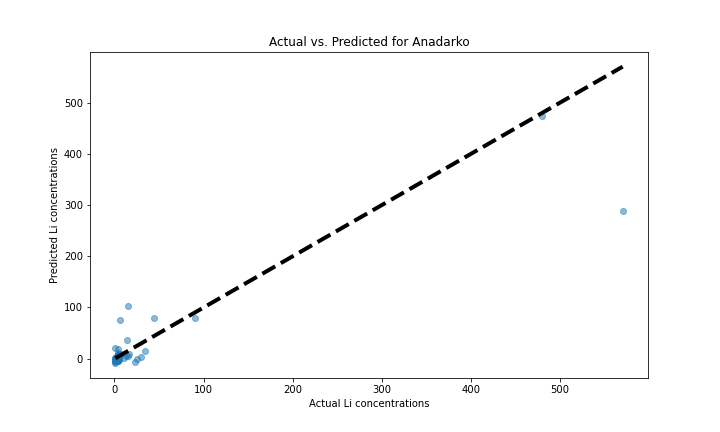 Actual vs. Predicted for Anadarko
Predicted Li concentrations
500
400
300
200
100
0
0 100 200 300 400 500
Actual Li concentrations